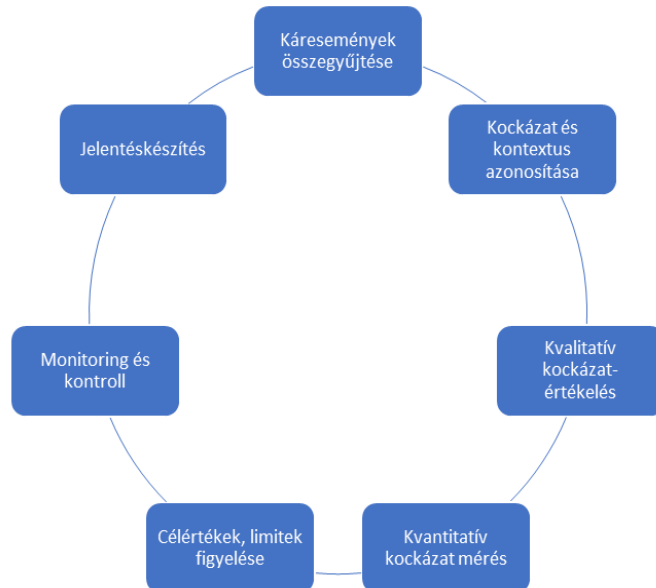 Káresemények
összegyűjtése
Kockázat és
kontextus
azonosítása
Kvalitatív
kockázat-
értékelés
Kvantitatív
kockázat mérés
Célértékek, limitek
figyelése
Monitoring és
kontroll
Jelentéskészítés